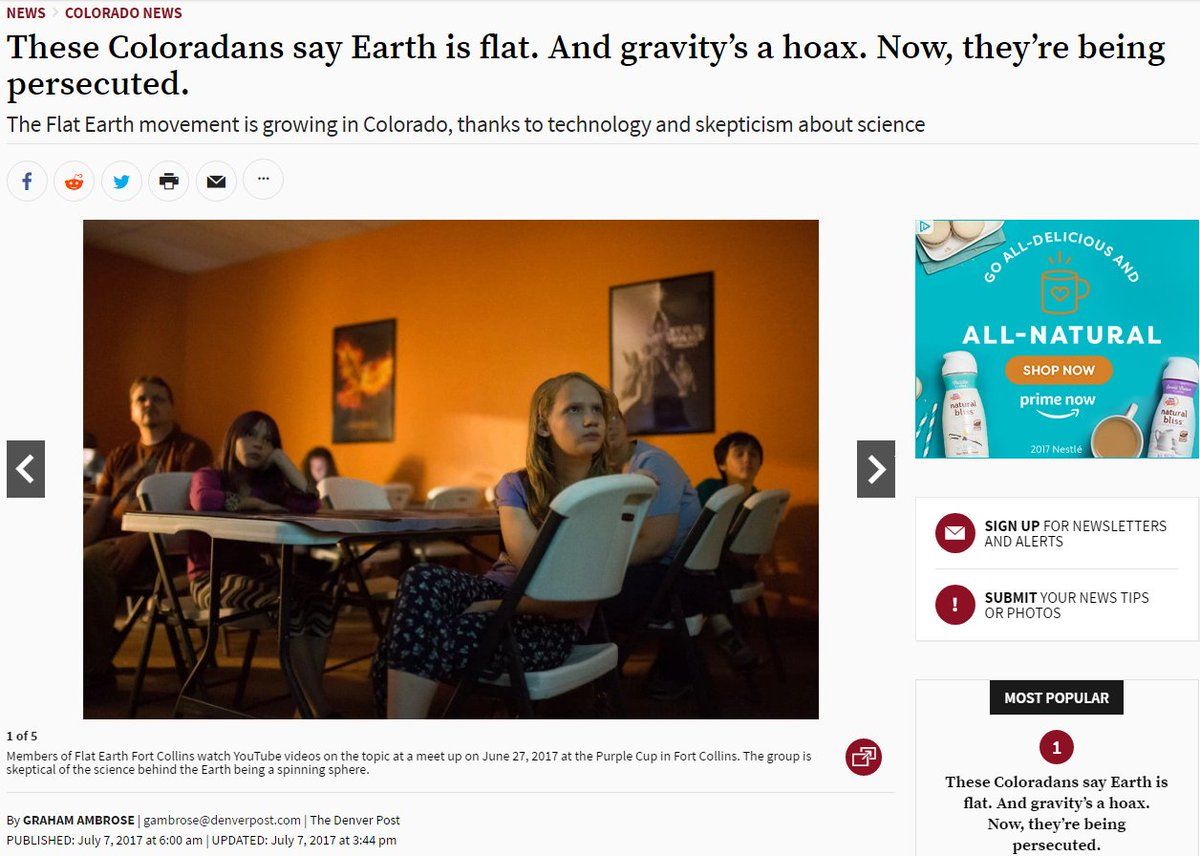 NEWS > COLORADO NEWS
These Coloradans say Earth is flat. And gravity’s a hoax. Now, they’re being
persecuted.
The Flat Earth movement is growing in Colorado, thanks to technology and skepticism about science
GO ALL-DELICIOUS AND
ALL-NATURAL
SHOP NOW
prime now
natural
bliss
natural
bliss
2017 Nestlé
SIGN UP FOR NEWSLETTERS
AND ALERTS
SUBMIT YOUR NEWS TIPS
OR PHOTOS
1 of 5
Members of Flat Earth Fort Collins watch YouTube videos on the topic at a meet up on June 27, 2017 at the Purple Cup in Fort Collins. The group is
skeptical of the science behind the Earth being a spinning sphere.
By GRAHAM AMBROSE | gambrose@denverpost.com | The Denver Post
PUBLISHED: July 7, 2017 at 6:00 am | UPDATED: July 7, 2017 at 3:44 pm
MOST POPULAR
1
These Coloradans say Earth is
flat. And gravity’s a hoax.
Now, they’re being
persecuted.